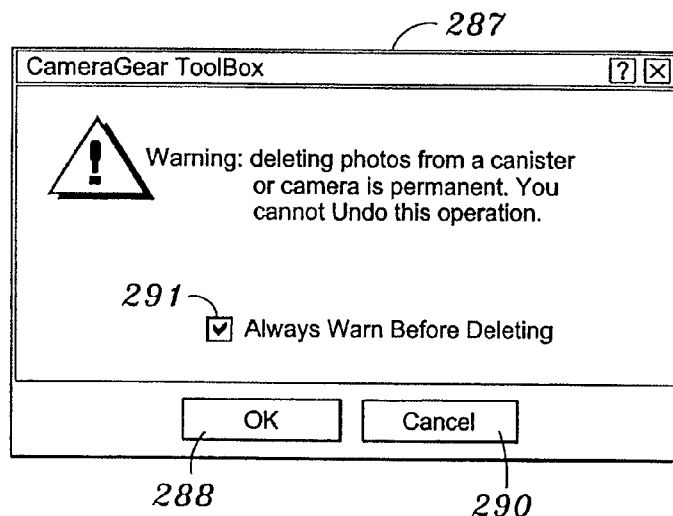 287
CameraGear ToolBox ?
!
Warning: deleting photos from a canister
or camera is permanent. You
cannot Undo this operation.
291
Always Warn Before Deleting
OK Cancel
288 290